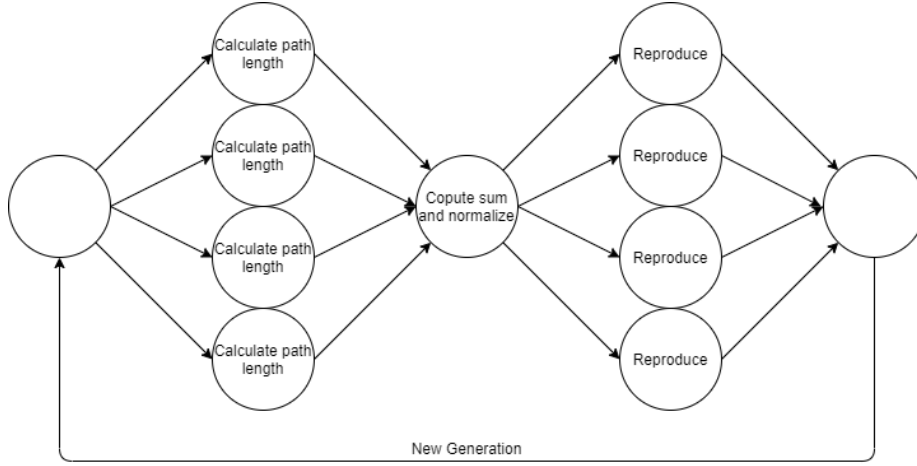 Calculate path
length
Calculate path
length
Calculate path
length
Calculate path
length
Copute sum
and normalize
Reproduce
Reproduce
Reproduce
Reproduce
New Generation